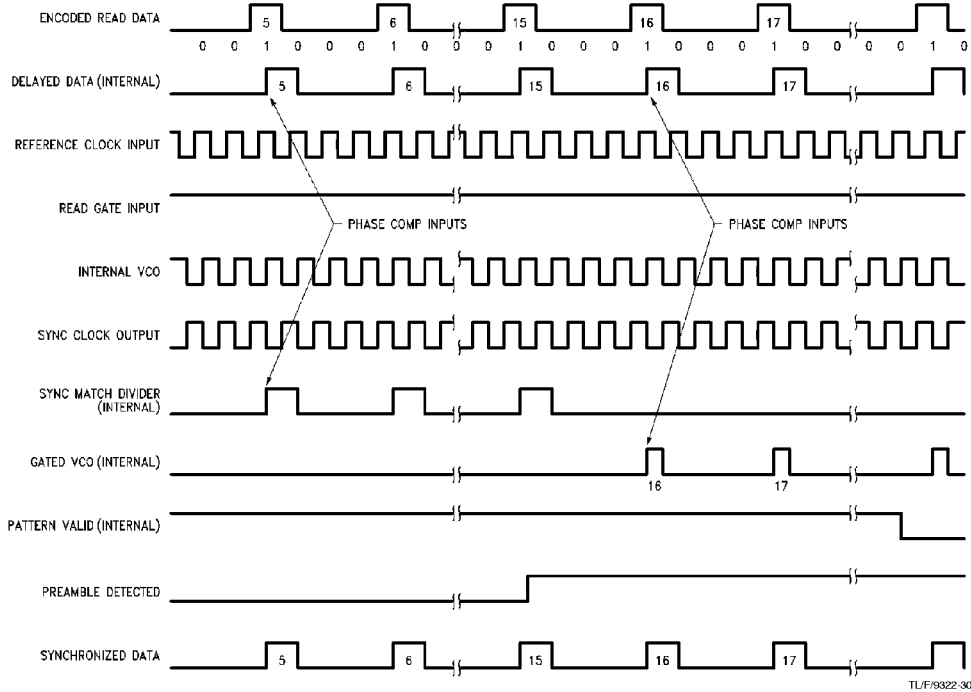 ENCODED READ DATA
5 6 15 16 17
0 0 1 0 0 0 1 0 0 0 0 1 0 0 0 1 0 0 0 1 0 0 0 0 1 0
DELAYED DATA (INTERNAL)
5 6 15 16 17
REFERENCE CLOCK INPUT
READ GATE INPUT
PHASE COMP INPUTS PHASE COMP INPUTS
INTERNAL VCO
SYNC CLOCK OUTPUT
SYNC MATCH DIVIDER
(INTERNAL)
GATED VCO (INTERNAL)
16 17
PATTERN VALID (INTERNAL)
PREAMBLE DETECTED
SYNCHRONIZED DATA
5 6 15 16 17
TL/F/9322-30